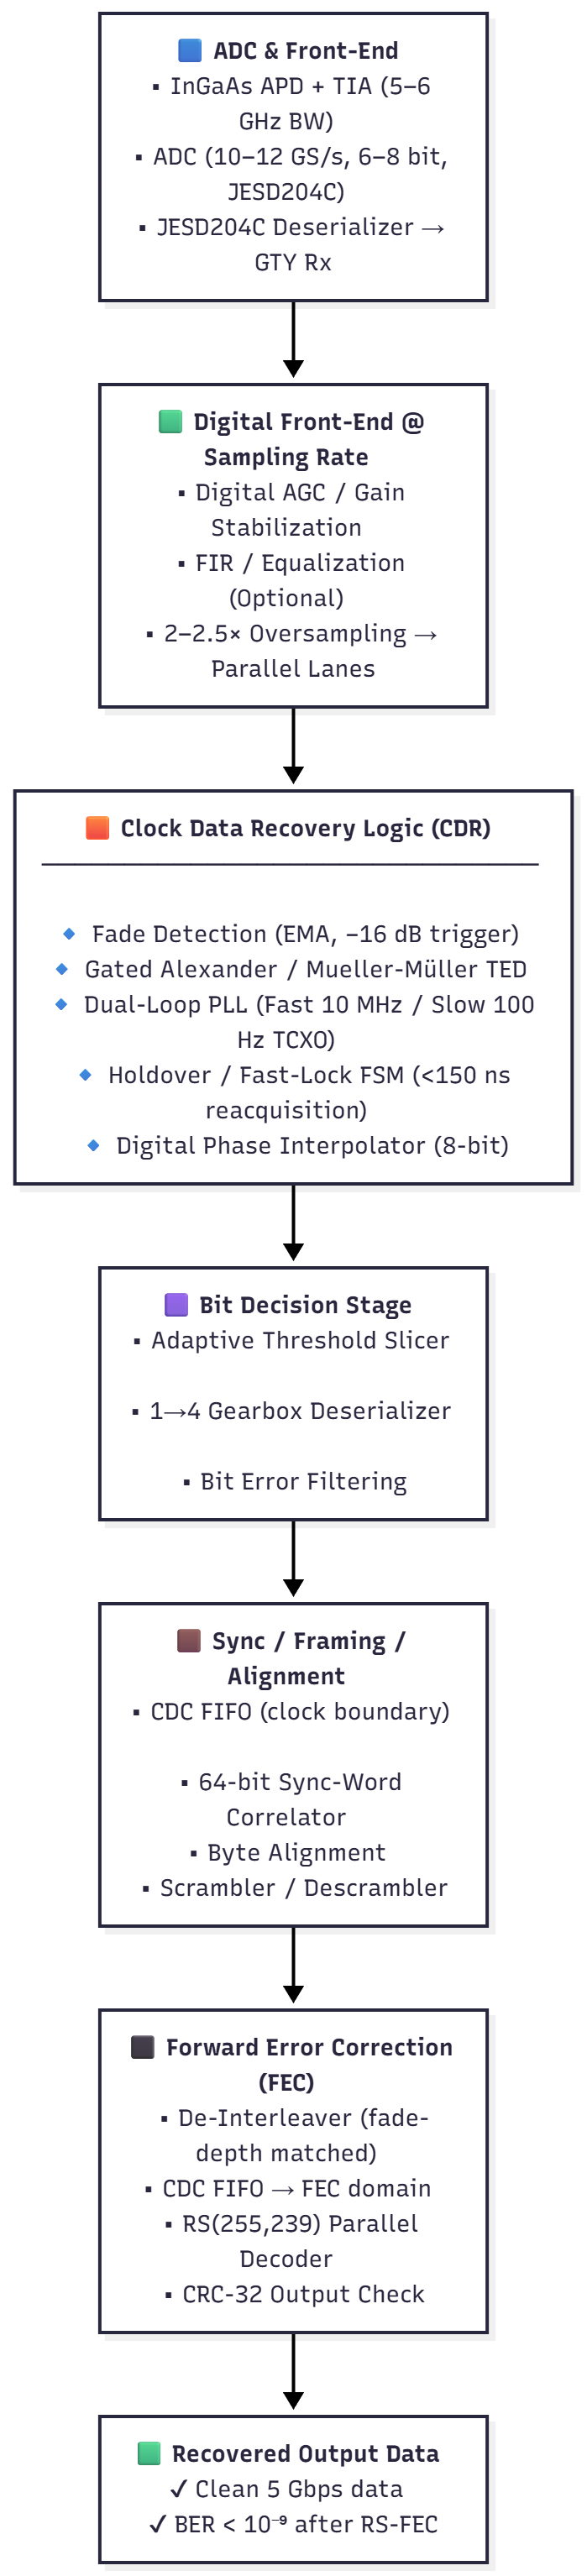 ADC & Front-End
▪ InGaAs APD + TIA (5–6
GHz BW)
▪ ADC (10–12 GS/s, 6–8 bit,
JESD204C)
▪ JESD204C Deserializer →
GTY Rx
Digital Front-End @
Sampling Rate
▪ Digital AGC / Gain
Stabilization
▪ FIR / Equalization
(Optional)
▪ 2–2.5× Oversampling →
Parallel Lanes
Clock Data Recovery Logic (CDR)
🔹 Fade Detection (EMA, −16 dB trigger)
🔹 Gated Alexander / Mueller-Müller TED
🔹 Dual-Loop PLL (Fast 10 MHz / Slow 100
Hz TCXO)
🔹 Holdover / Fast-Lock FSM (<150 ns
reacquisition)
🔹 Digital Phase Interpolator (8-bit)
Bit Decision Stage
▪ Adaptive Threshold Slicer
▪ 1→4 Gearbox Deserializer
▪ Bit Error Filtering
Sync / Framing /
Alignment
▪ CDC FIFO (clock boundary)
▪ 64-bit Sync-Word
Correlator
▪ Byte Alignment
▪ Scrambler / Descrambler
Forward Error Correction
(FEC)
▪ De-Interleaver (fade-
depth matched)
▪ CDC FIFO → FEC domain
▪ RS(255,239) Parallel
Decoder
▪ CRC-32 Output Check
Recovered Output Data
✓ Clean 5 Gbps data
✓ BER < 10⁻⁹ after RS-FEC